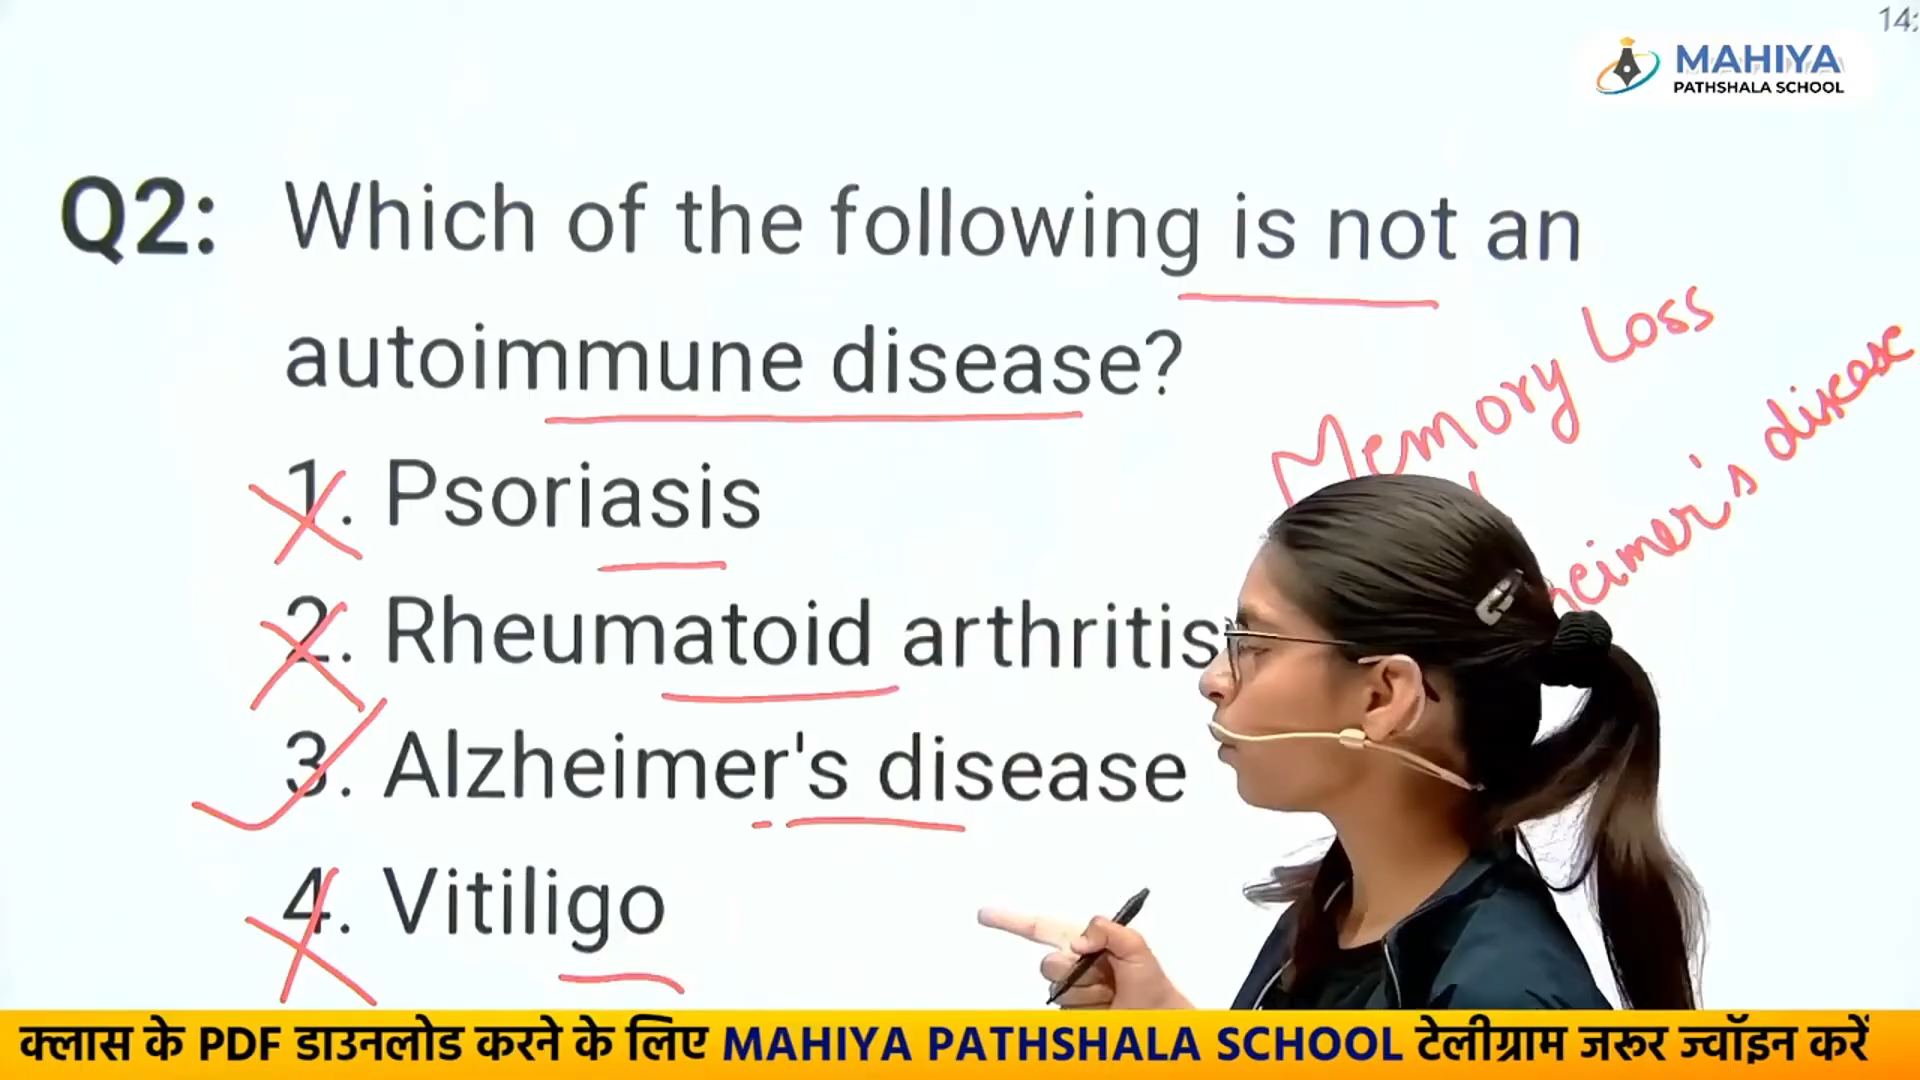 14:
MAHIYA
PATHSHALA SCHOOL
Q2: Which of the following is not an
autoimmune disease?
1. Psoriasis
2. Rheumatoid arthritis
3. Alzheimer's disease
4. Vitiligo
Memory Loss
disease
क्लास के PDF डाउनलोड करने के लिए MAHIYA PATHSHALA SCHOOL टेलीग्राम जरूर ज्वॉइन करें